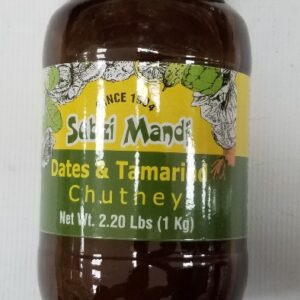 SINCE 1984
Subzi Mandi
Dates & Tamarind
Chutney
Net Wt. 2.20 Lbs (1 Kg)